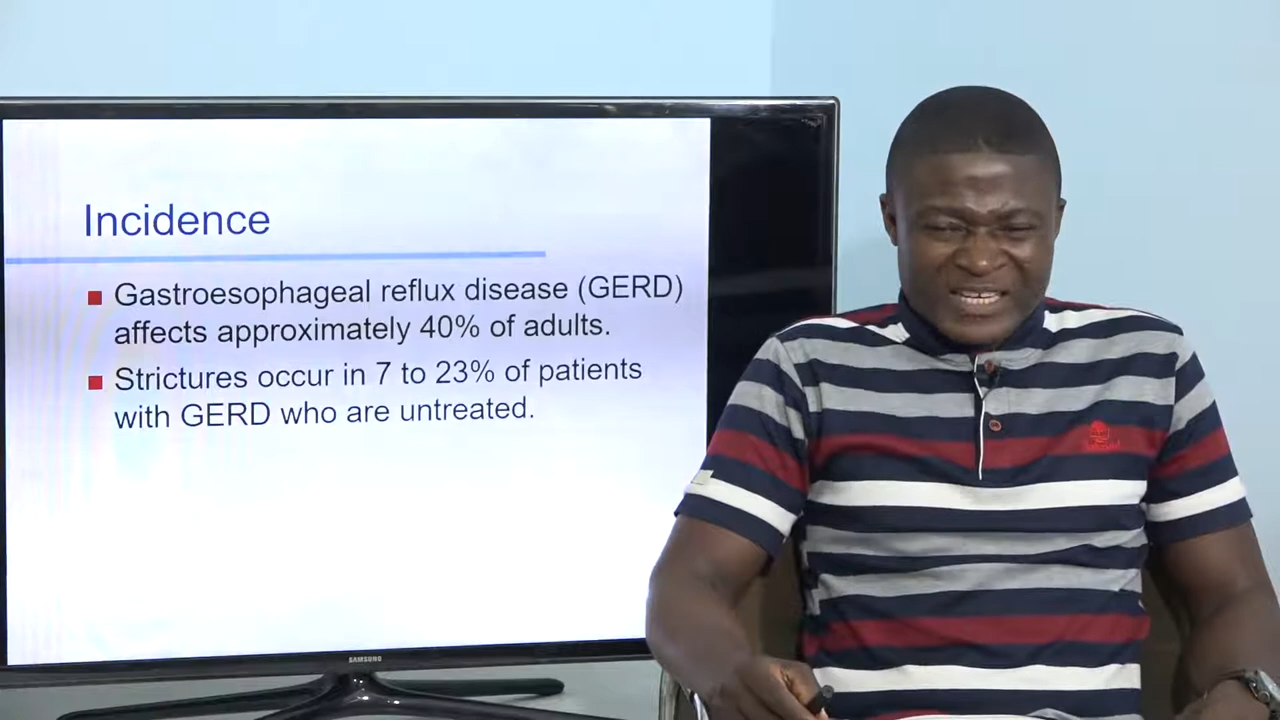 Incidence
Gastroesophageal reflux disease (GERD)
affects approximately 40% of adults.
Strictures occur in 7 to 23% of patients
with GERD who are untreated.
SAMSUNG